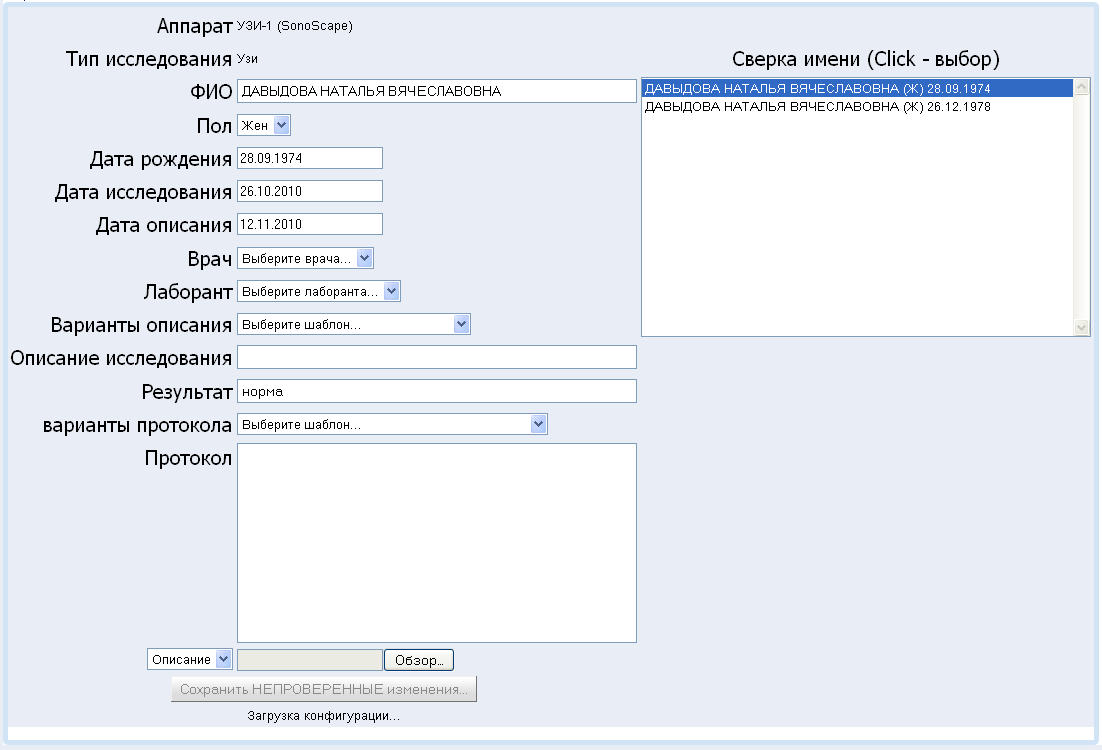 Аппарат УЗИ-1 (SonoScape)
Тип исследования Узи
Сверка имени (Click - выбор)
ФИО ДАВЫДОВА НАТАЛЬЯ ВЯЧЕСЛАВОВНА
ДАВЫДОВА НАТАЛЬЯ ВЯЧЕСЛАВОВНА (Ж) 28.09.1974
ДАВЫДОВА НАТАЛЬЯ ВЯЧЕСЛАВОВНА (Ж) 26.12.1978
Пол Жен
Дата рождения 28.09.1974
Дата исследования 26.10.2010
Дата описания 12.11.2010
Врач Выберите врача...
Лаборант Выберите лаборанта...
Варианты описания Выберите шаблон...
Описание исследования
Результат норма
варианты протокола Выберите шаблон...
Протокол
Описание Обзор...
Сохранить НЕПРОВЕРЕННЫЕ изменения...
Загрузка конфигурации...